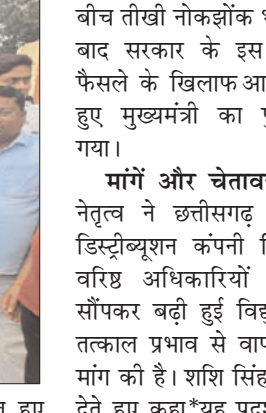 बीच तीखी नोकझोंक
बाद सरकार के इस
फैसले के खिलाफ आ
हुए मुख्यमंत्री का
गया।
मांगें और चेताव
नेतृत्व ने छत्तीसगढ़
डिस्ट्रीब्यूशन कंपनी
वरिष्ठ अधिकारियों
सौंपकर बढ़ी हुई विद्यु
तत्काल प्रभाव से वाप
मांग की है। शशि सिंह
देते हुए कहा*यह
हुए